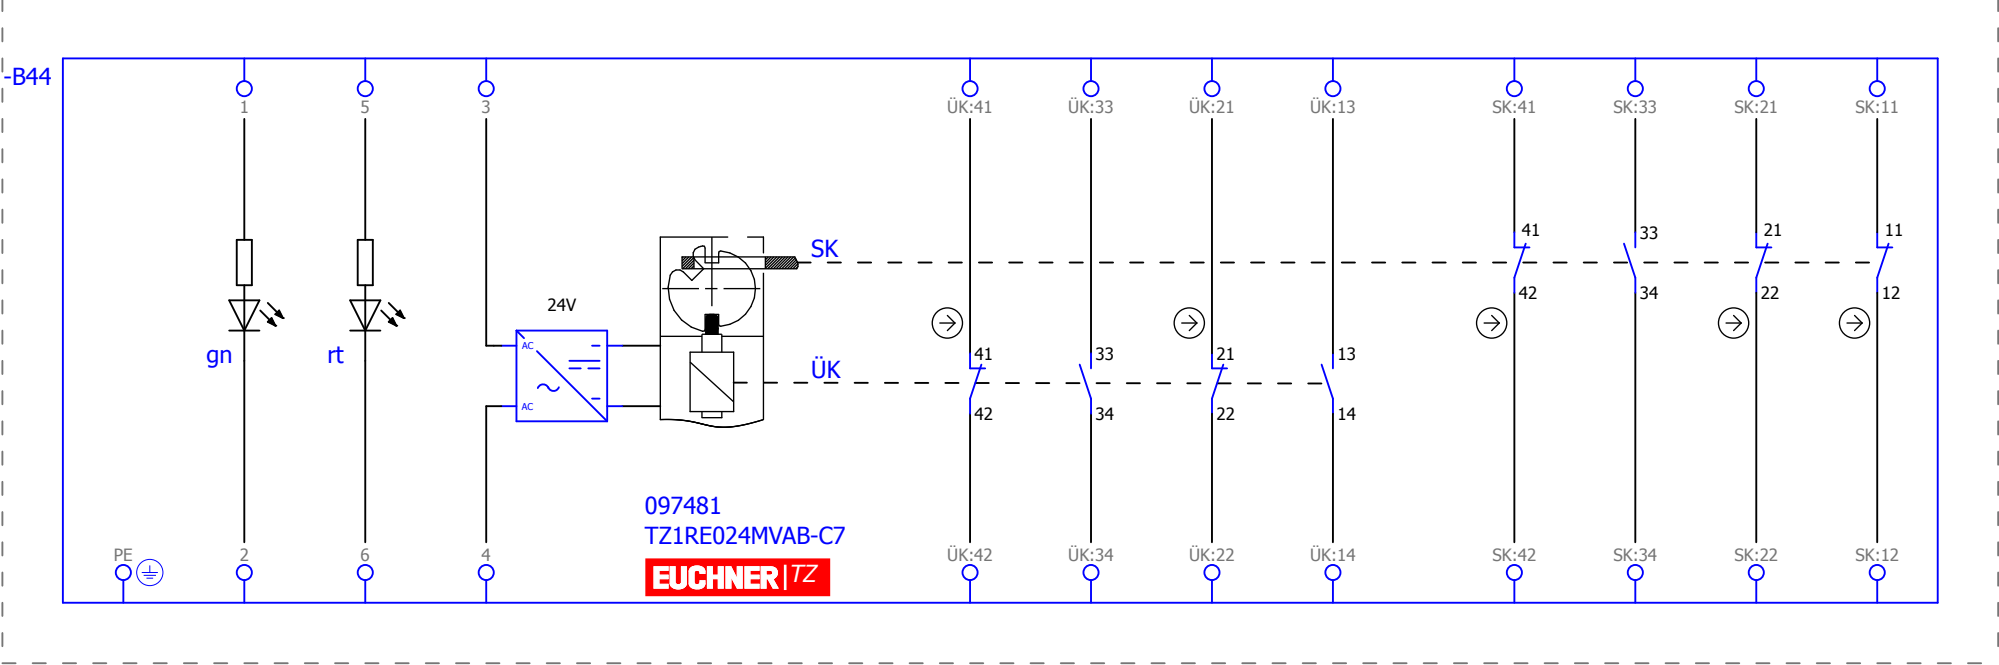 -B44
1 5 3 ÜK:41 ÜK:33 ÜK:21 ÜK:13 SK:41 SK:33 SK:21 SK:11
SK 41 33 21 11
42 34 22 12
24V
gn rt AC 41 33 21 13
ÜK
AC 42 34 22 14
097481
TZ1RE024MVAB-C7
PE 2 6 4 ÜK:42 ÜK:34 ÜK:22 ÜK:14 SK:42 SK:34 SK:22 SK:12
EUCHNER|TZ